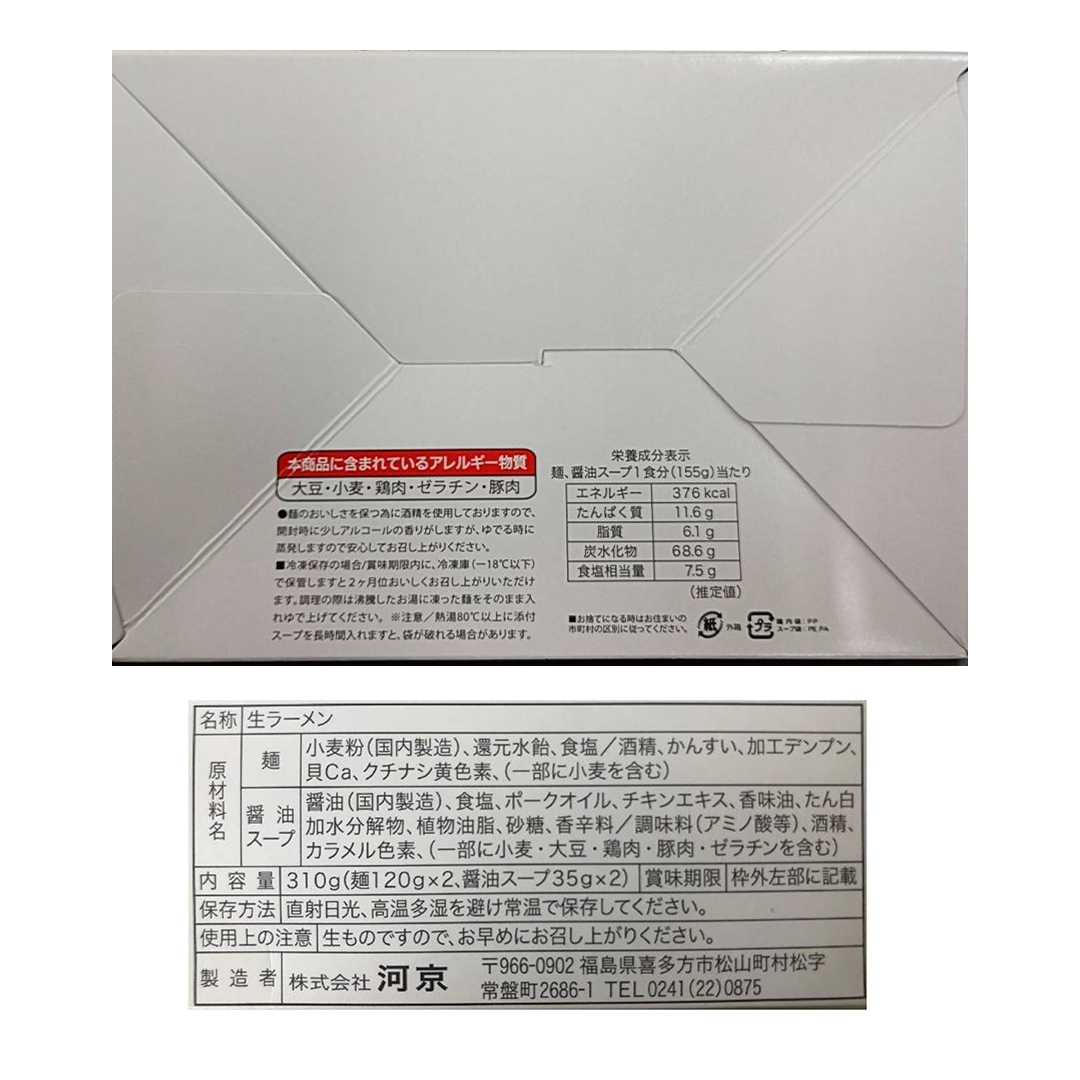 本商品に含まれているアレルギー物質
大豆・小麦・鶏肉・ゼラチン・豚肉
●麺のおいしさを保つ為に酒精を使用しておりますので、
開封時に少しアルコールの香りがしますが、ゆでる時に
蒸発しますので安心してお召し上がりください。
■冷凍保存の場合/賞味期限内に、冷凍庫(ー18℃以下)
で保管しますと2ヶ月位おいしくお召し上がりいただけ
ます。調理の際は沸騰したお湯に凍った麺をそのまま入
れゆで上げてください。 ※注意/熱湯80℃以上に添付
スープを長時間入れますと、袋が破れる場合があります。
栄養成分表示
麺、醤油スープ1食分(155g)当たり
エネルギー 376 kcal
たんぱく質 11.6 g
脂質 6.1 g
炭水化物 68.6 g
食塩相当量 7.5 g
(推定値)
■お捨てになる時はお住まいの
市町村の区別に従ってください。
紙 外箱
プラ 麺内袋:PP
スープ袋:PE,PA
名称 生ラーメン
原材料名 麺 小麦粉(国内製造)、還元水飴、食塩/酒精、かんすい、加工デンプン、
貝Ca、クチナシ黄色素、(一部に小麦を含む)
醤油スープ 醤油(国内製造)、食塩、ポークオイル、チキンエキス、香味油、たん白
加水分解物、植物油脂、砂糖、香辛料/調味料(アミノ酸等)、酒精、
カラメル色素、(一部に小麦・大豆・鶏肉・豚肉・ゼラチンを含む)
内容量 310g(麺120g×2、醤油スープ35g×2) 賞味期限 枠外左部に記載
保存方法 直射日光、高温多湿を避け常温で保存してください。
使用上の注意 生ものですので、お早めにお召し上がりください。
製造者 株式会社 河京 〒966-0902 福島県喜多方市松山町村松字
常盤町2686-1 TEL0241(22)0875